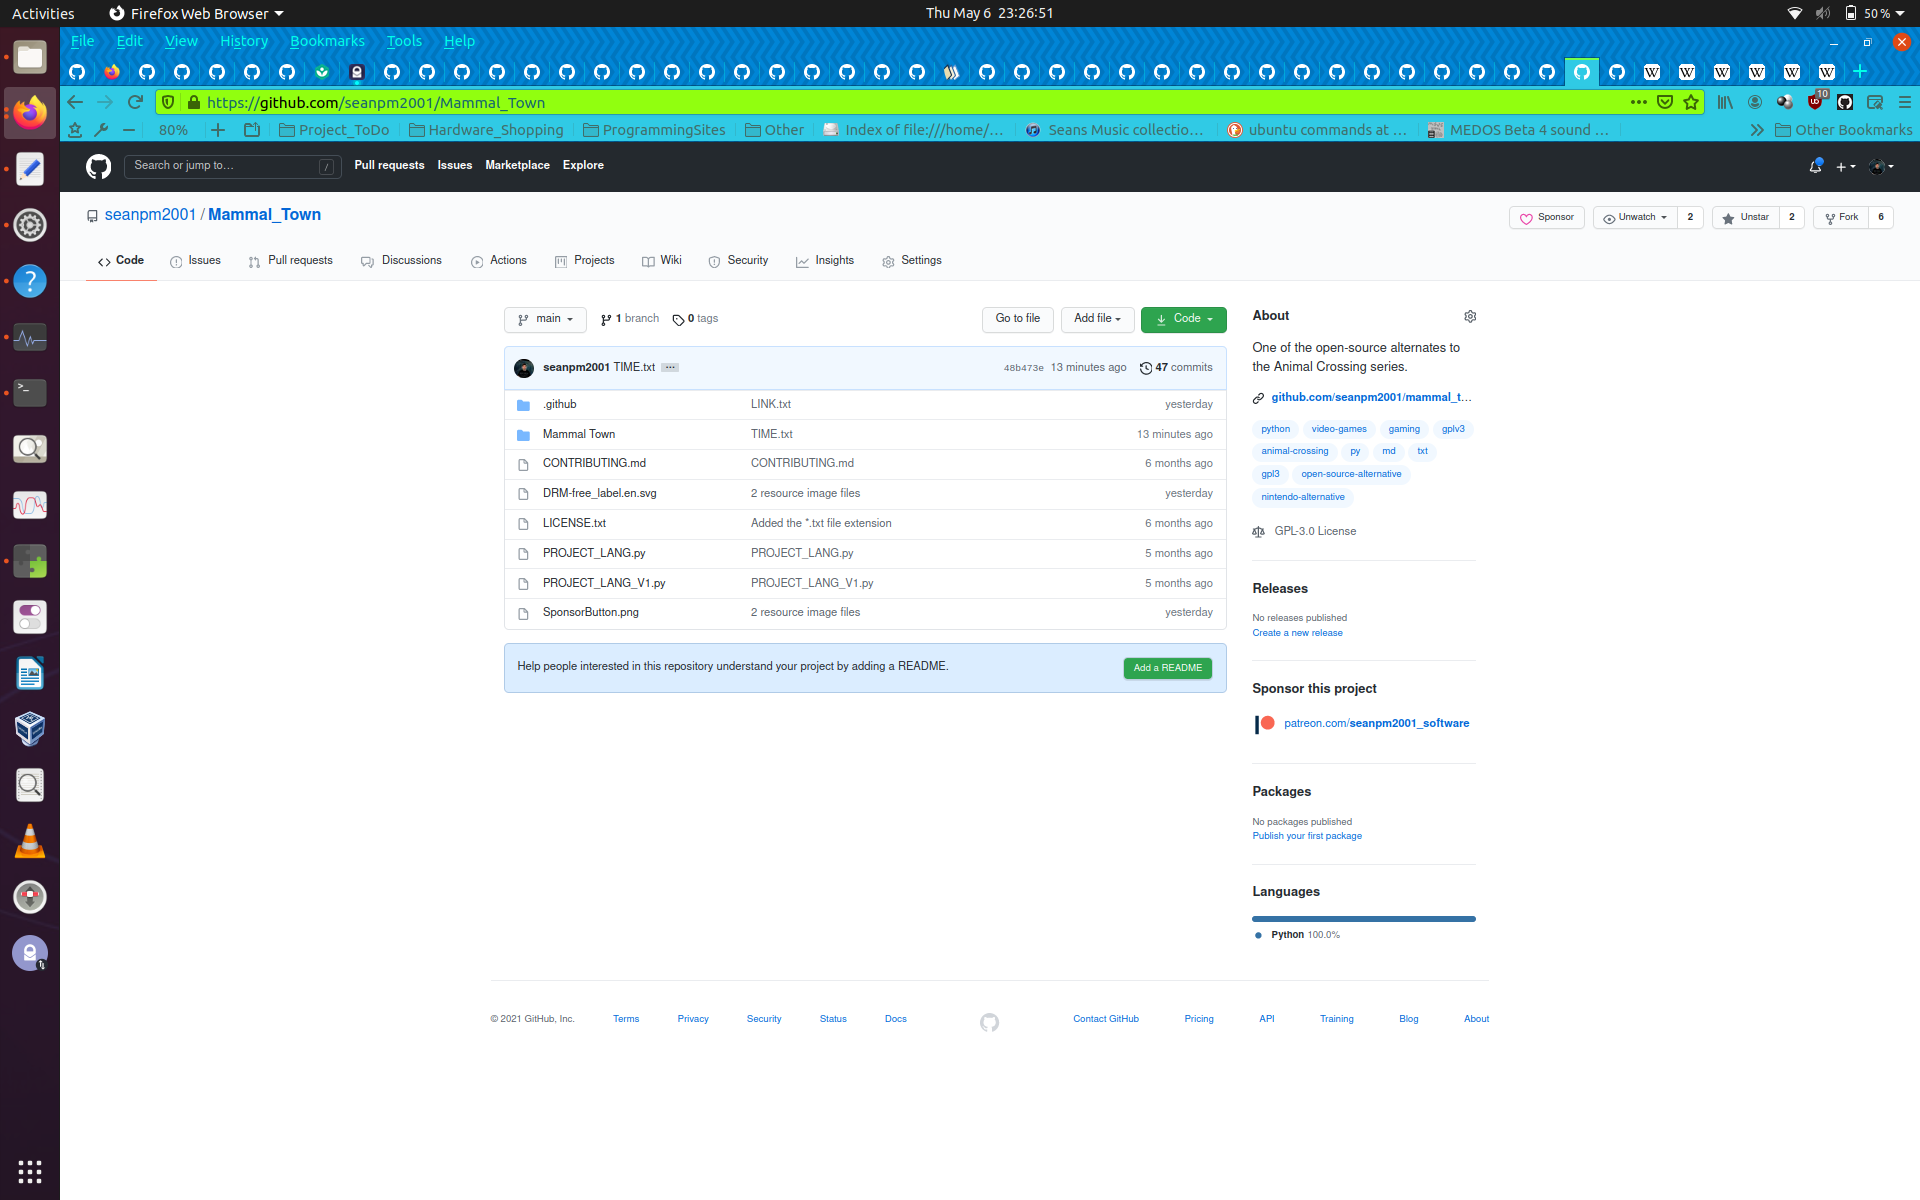 Activities Firefox Web Browser Thu May 6 23:26:51 50 %
File Edit View History Bookmarks Tools Help
https://github.com/seanpm2001/Mammal_Town 10
80% Project_ToDo Hardware_Shopping ProgrammingSites Other Index of file:///home/... Seans Music collectio... ubuntu commands at ... MEDOS Beta 4 sound ... Other Bookmarks
Search or jump to... / Pull requests Issues Marketplace Explore
seanpm2001 / Mammal_Town Sponsor Unwatch 2 Unstar 2 Fork 6
Code Issues Pull requests Discussions Actions Projects Wiki Security Insights Settings
main 1 branch 0 tags Go to file Add file Code
seanpm2001 TIME.txt ... 48b473e 13 minutes ago 47 commits
.github LINK.txt yesterday
Mammal Town TIME.txt 13 minutes ago
CONTRIBUTING.md CONTRIBUTING.md 6 months ago
DRM-free_label.en.svg 2 resource image files yesterday
LICENSE.txt Added the *.txt file extension 6 months ago
PROJECT_LANG.py PROJECT_LANG.py 5 months ago
PROJECT_LANG_V1.py PROJECT_LANG_V1.py 5 months ago
SponsorButton.png 2 resource image files yesterday
Help people interested in this repository understand your project by adding a README. Add a README
About
One of the open-source alternates to
the Animal Crossing series.
github.com/seanpm2001/mammal_t...
python video-games gaming gplv3
animal-crossing py md txt
gpl3 open-source-alternative
nintendo-alternative
GPL-3.0 License
Releases
No releases published
Create a new release
Sponsor this project
patreon.com/seanpm2001_software
Packages
No packages published
Publish your first package
Languages
Python 100.0%
© 2021 GitHub, Inc. Terms Privacy Security Status Docs Contact GitHub Pricing API Training Blog About